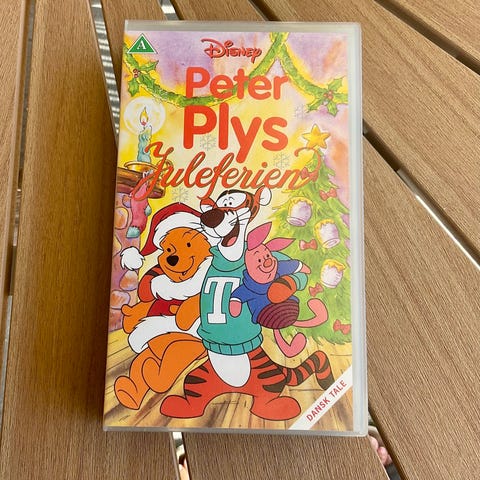 A
Disney
Peter
Plys
Juleferien
T
DANSK TALE